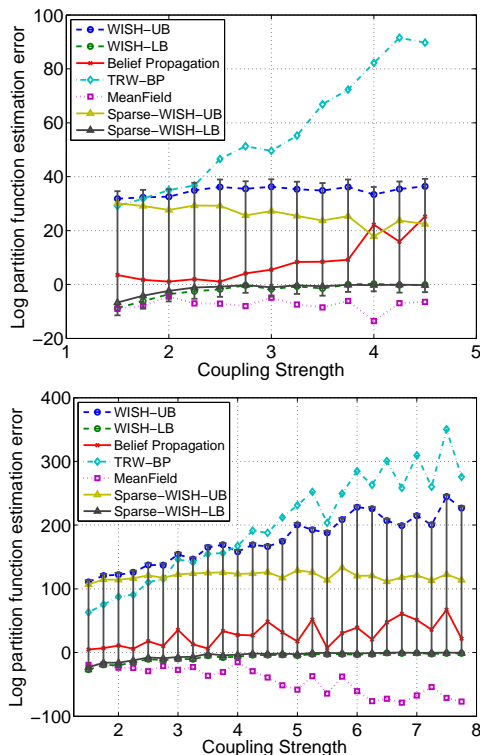 100
80
60
40
20
0
−20
1
2
3
4
5
Log partition function estimation error
Coupling Strength
WISH−UB
WISH−LB
Belief Propagation
TRW−BP
MeanField
Sparse−WISH−UB
Sparse−WISH−LB
400
300
200
100
0
−100
2
3
4
5
6
7
8
Log partition function estimation error
Coupling Strength
WISH−UB
WISH−LB
Belief Propagation
TRW−BP
MeanField
Sparse−WISH−UB
Sparse−WISH−LB